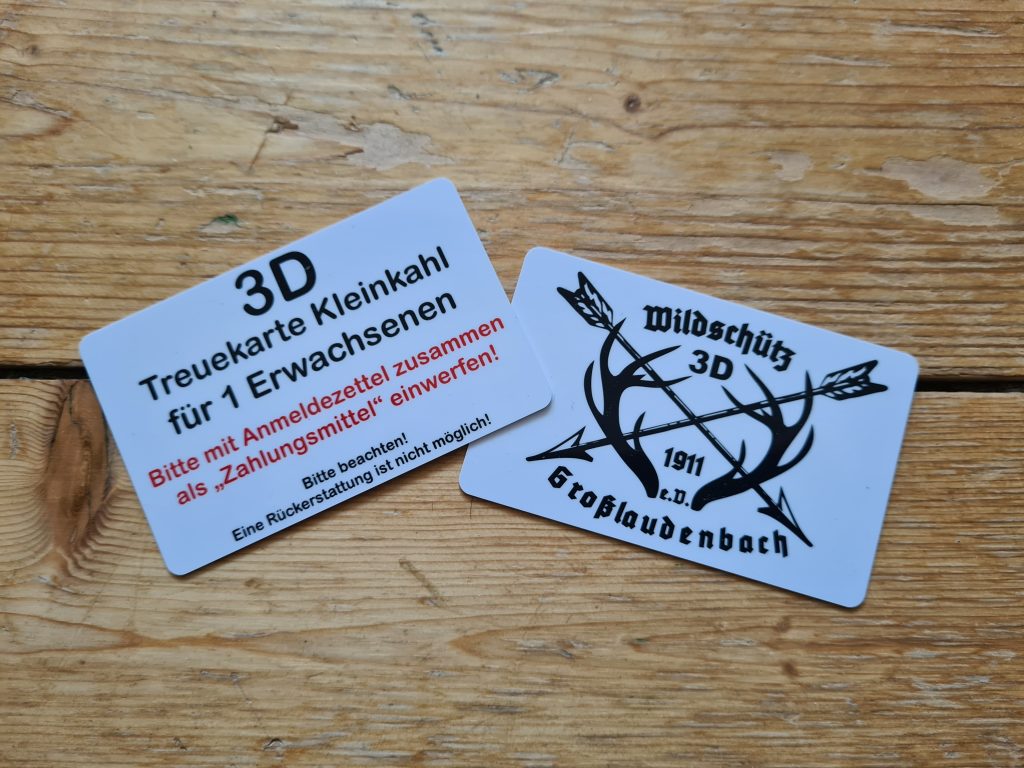 3D
Treuekarte Kleinkahl
für 1 Erwachsenen
Bitte mit Anmeldezettel zusammen
als „Zahlungsmittel“ einwerfen!
Bitte beachten!
Eine Rückerstattung ist nicht möglich!
Wildschütz
3D
1911
e.V.
Großlaudenbach